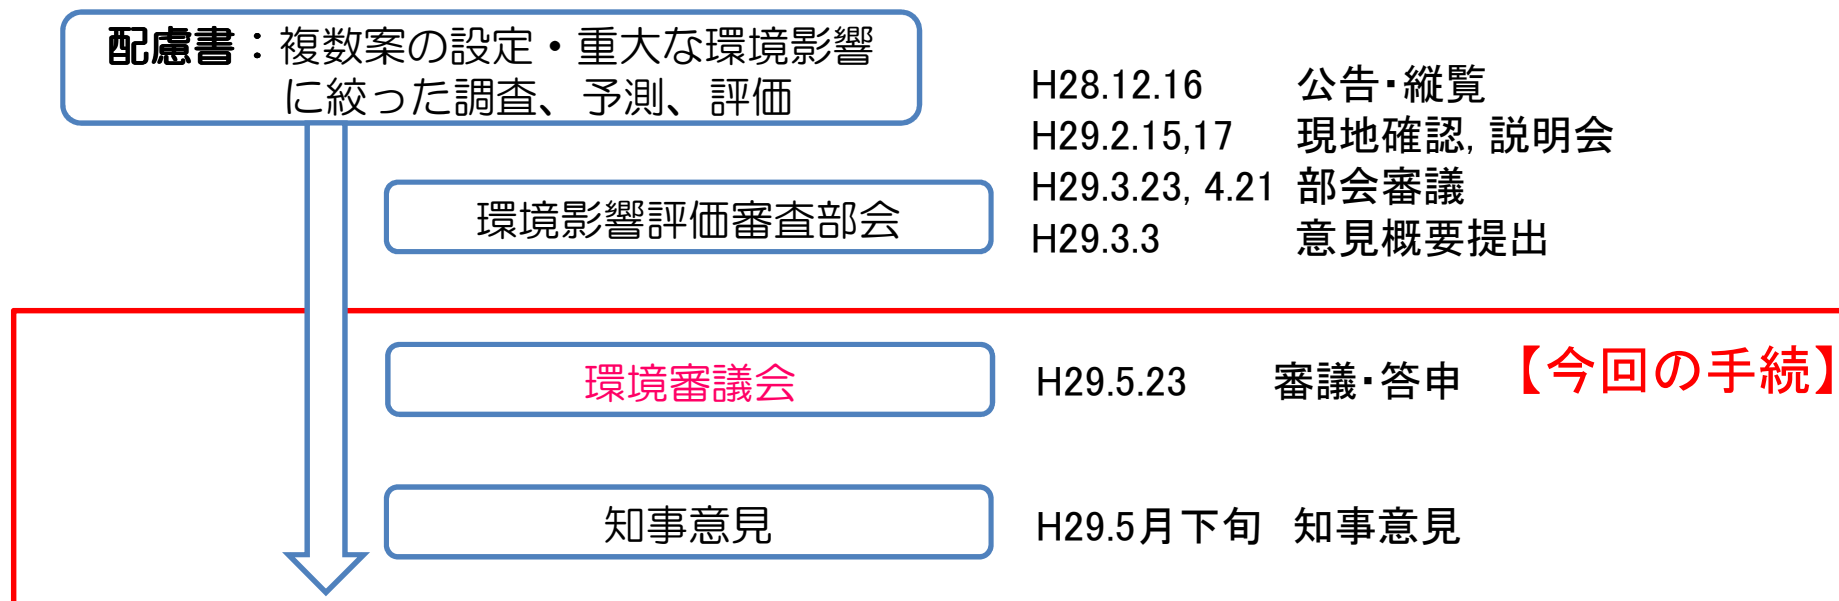 配慮書：複数案の設定・重大な環境影響
に絞った調査、予測、評価
H28.12.16 公告・縦覧
H29.2.15,17 現地確認, 説明会
H29.3.23, 4.21 部会審議
環境影響評価審査部会
H29.3.3 意見概要提出
環境審議会
H29.5.23 審議・答申
【今回の手続】
知事意見
H29.5月下旬 知事意見